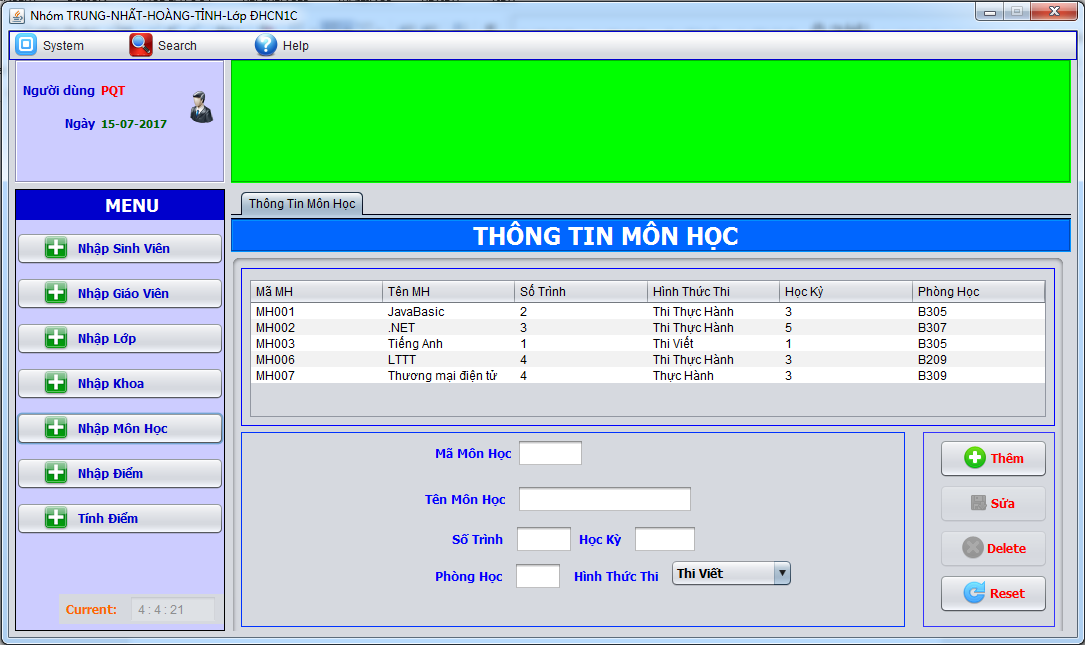 Nhóm TRUNG-NHẤT-HOÀNG-TỈNH-Lớp ĐHCN1C
System Search Help
Người dùng PQT
Ngày 15-07-2017
MENU
Nhập Sinh Viên
Nhập Giáo Viên
Nhập Lớp
Nhập Khoa
Nhập Môn Học
Nhập Điểm
Tính Điểm
Current: 4 : 4 : 21
Thông Tin Môn Học
THÔNG TIN MÔN HỌC
Mã MH Tên MH Số Trình Hình Thức Thi Học Kỳ Phòng Học
MH001 JavaBasic 2 Thi Thực Hành 3 B305
MH002 .NET 3 Thi Thực Hành 5 B307
MH003 Tiếng Anh 1 Thi Viết 1 B305
MH006 LTTT 4 Thi Thực Hành 3 B209
MH007 Thương mại điện tử 4 Thực Hành 3 B309
Mã Môn Học
Tên Môn Học
Số Trình Học Kỳ
Phòng Học Hình Thức Thi Thi Viết
Thêm
Sửa
Delete
Reset